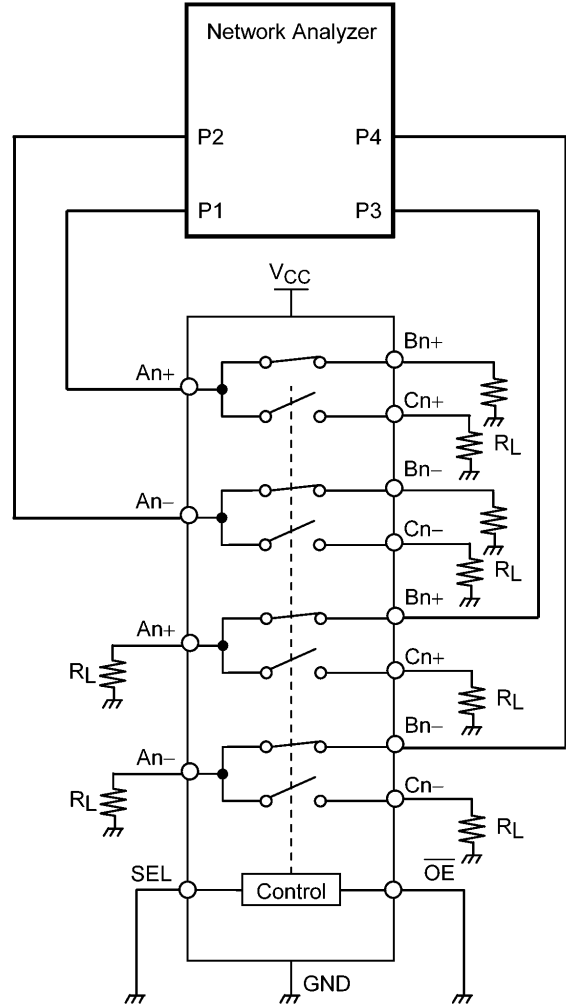 Network Analyzer
P2 P4
P1 P3
VCC
Bn+
An+
Cn+
RL
Bn−
An−
Cn−
RL
Bn+
An+
Cn+
RL RL
Bn−
An−
Cn−
RL RL
SEL OE
Control
GND